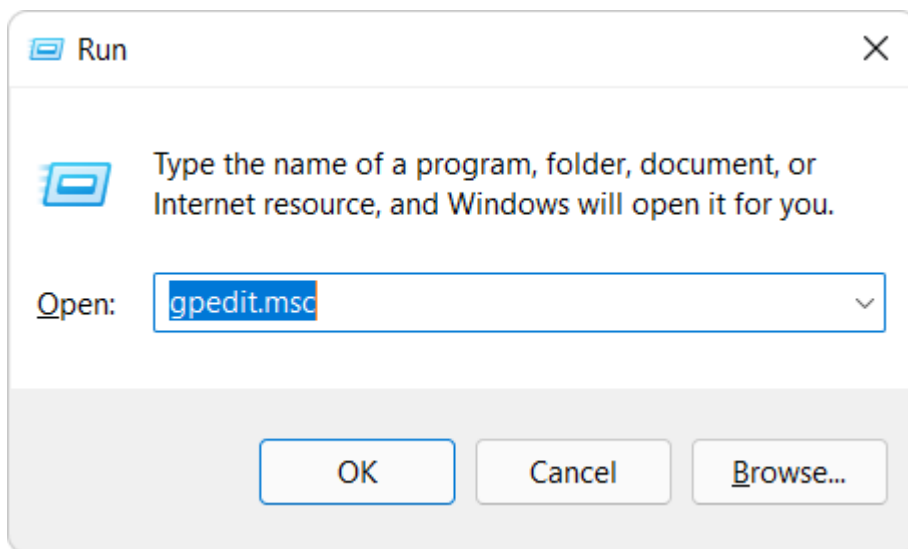 Run
Type the name of a program, folder, document, or
Internet resource, and Windows will open it for you.
Open:
gpedit.msc
OK
Cancel
Browse...